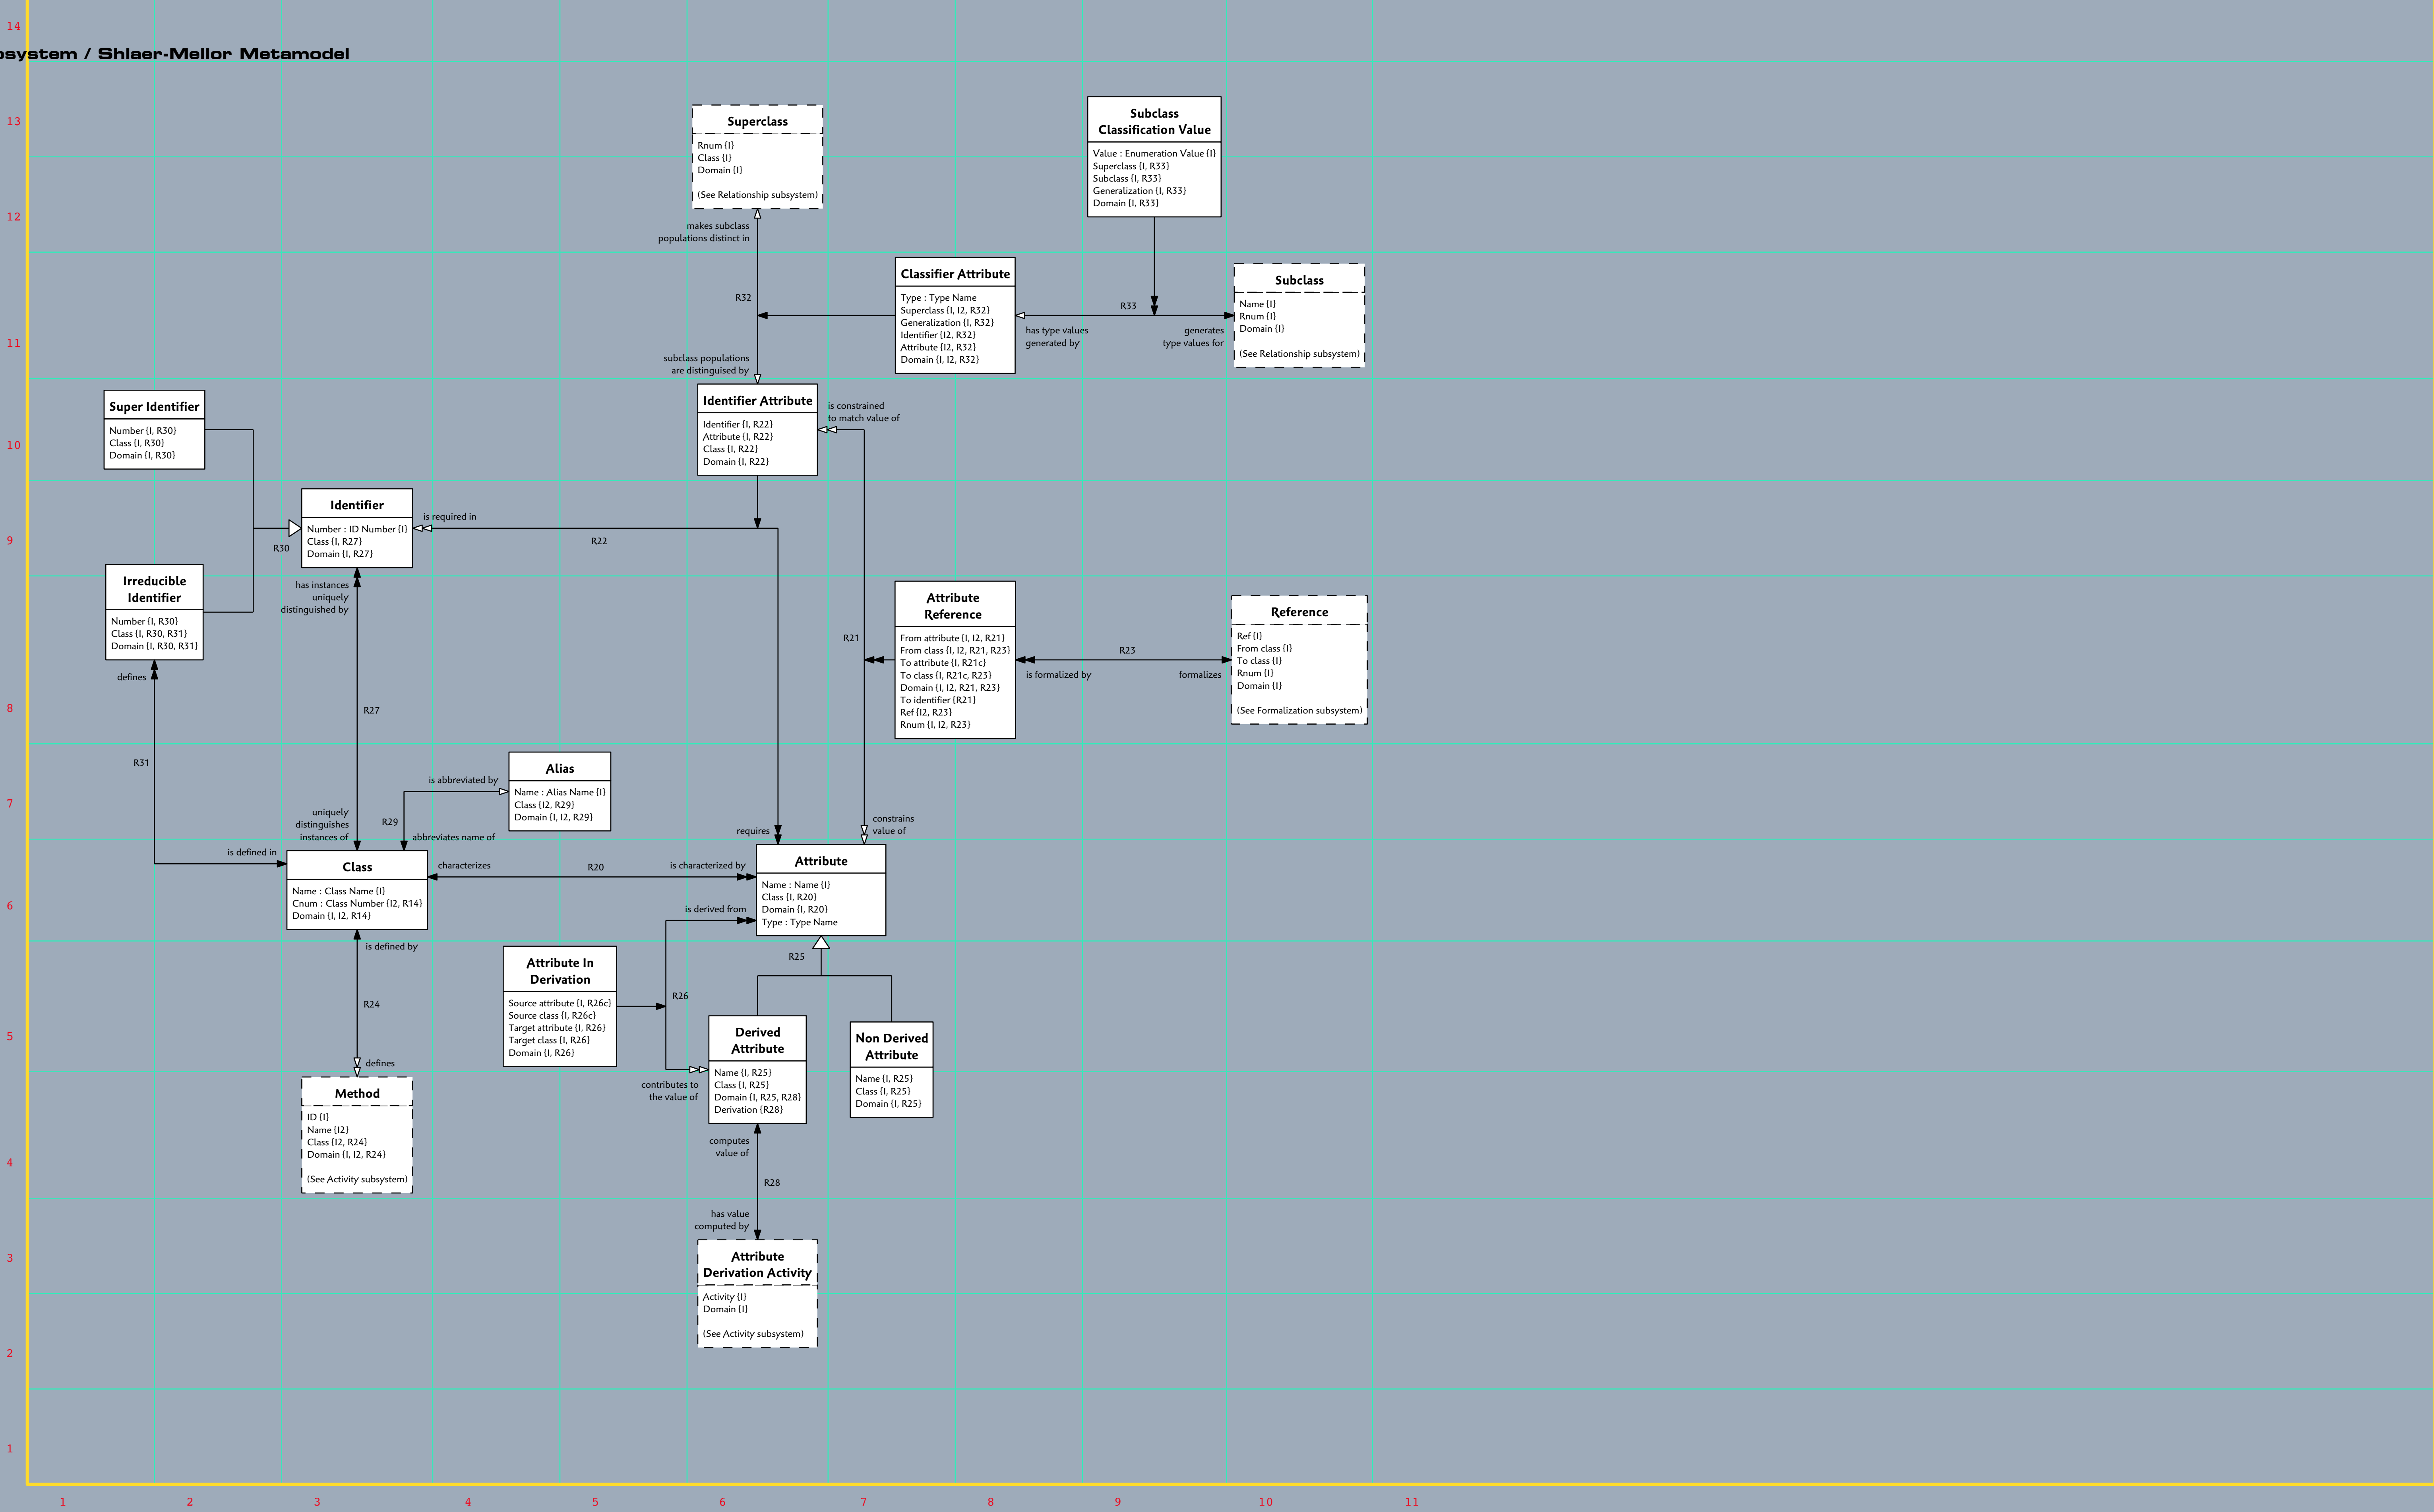 14
osystem / Shlaer-Mellor Metamodel
13
Superclass
Rnum {I}
Class {I}
Domain {I}
(See Relationship subsystem)
Subclass
Classification Value
Value : Enumeration Value {I}
Superclass {I, R33}
Subclass {I, R33}
Generalization {I, R33}
Domain {I, R33}
12
makes subclass
populations distinct in
R32
subclass populations
are distinguised by
Classifier Attribute
Type : Type Name
Superclass {I, I2, R32}
Generalization {I, R32}
Identifier {I2, R32}
Attribute {I2, R32}
Domain {I, I2, R32}
R33
has type values
generated by
generates
type values for
Subclass
Name {I}
Rnum {I}
Domain {I}
(See Relationship subsystem)
11
Super Identifier
Number {I, R30}
Class {I, R30}
Domain {I, R30}
Identifier Attribute
Identifier {I, R22}
Attribute {I, R22}
Class {I, R22}
Domain {I, R22}
is constrained
to match value of
10
Identifier
Number : ID Number {I}
Class {I, R27}
Domain {I, R27}
is required in
R22
R30
9
Irreducible
Identifier
Number {I, R30}
Class {I, R30, R31}
Domain {I, R30, R31}
has instances
uniquely
distinguished by
Attribute
Reference
From attribute {I, I2, R21}
From class {I, I2, R21, R23}
To attribute {I, R21c}
To class {I, R21c, R23}
Domain {I, I2, R21, R23}
To identifier {R21}
Ref {I2, R23}
Rnum {I, I2, R23}
R21
R23
is formalized by
formalizes
Reference
Ref {I}
From class {I}
To class {I}
Rnum {I}
Domain {I}
(See Formalization subsystem)
defines
8
R27
R31
Alias
Name : Alias Name {I}
Class {I2, R29}
Domain {I, I2, R29}
is abbreviated by
7
R29
abbreviates name of
uniquely
distinguishes
instances of
requires
constrains
value of
is defined in
Class
Name : Class Name {I}
Cnum : Class Number {I2, R14}
Domain {I, I2, R14}
characterizes
R20
is characterized by
Attribute
Name : Name {I}
Class {I, R20}
Domain {I, R20}
Type : Type Name
6
is derived from
is defined by
R25
Attribute In
Derivation
Source attribute {I, R26c}
Source class {I, R26c}
Target attribute {I, R26}
Target class {I, R26}
Domain {I, R26}
R26
R24
Derived
Attribute
Name {I, R25}
Class {I, R25}
Domain {I, R25, R28}
Derivation {R28}
Non Derived
Attribute
Name {I, R25}
Class {I, R25}
Domain {I, R25}
5
defines
contributes to
the value of
Method
ID {I}
Name {I2}
Class {I2, R24}
Domain {I, I2, R24}
(See Activity subsystem)
computes
value of
4
R28
has value
computed by
3
Attribute
Derivation Activity
Activity {I}
Domain {I}
(See Activity subsystem)
2
1
1 2 3 4 5 6 7 8 9 10 11